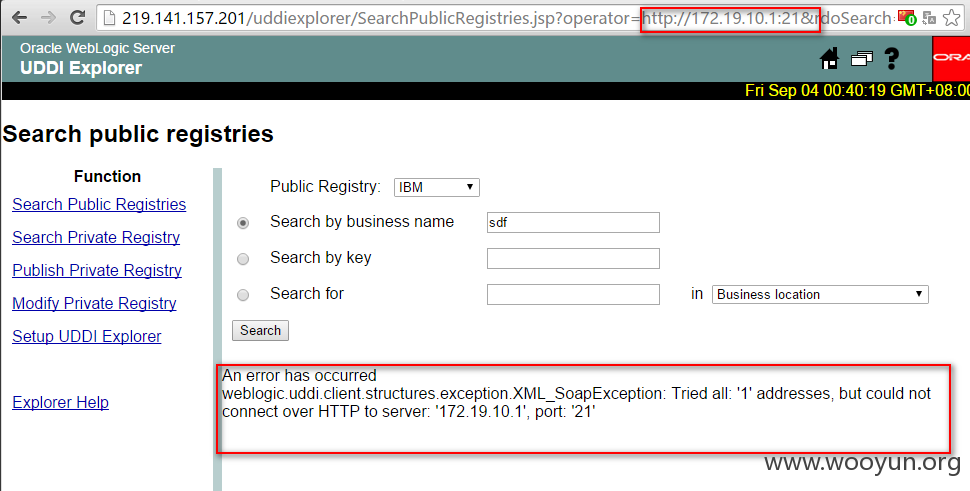 219.141.157.201/uddiexplorer/SearchPublicRegistries.jsp?operator=http://172.19.10.1:21&rdoSearch=
0
Oracle WebLogic Server
UDDI Explorer
ORA
Fri Sep 04 00:40:19 GMT+08:00
Search public registries
Function
Search Public Registries
Search Private Registry
Publish Private Registry
Modify Private Registry
Setup UDDI Explorer
Explorer Help
Public Registry: IBM
Search by business name sdf
Search by key
Search for in Business location
Search
An error has occurred
weblogic.uddi.client.structures.exception.XML_SoapException: Tried all: '1' addresses, but could not
connect over HTTP to server: '172.19.10.1', port: '21'
www.wooyun.org